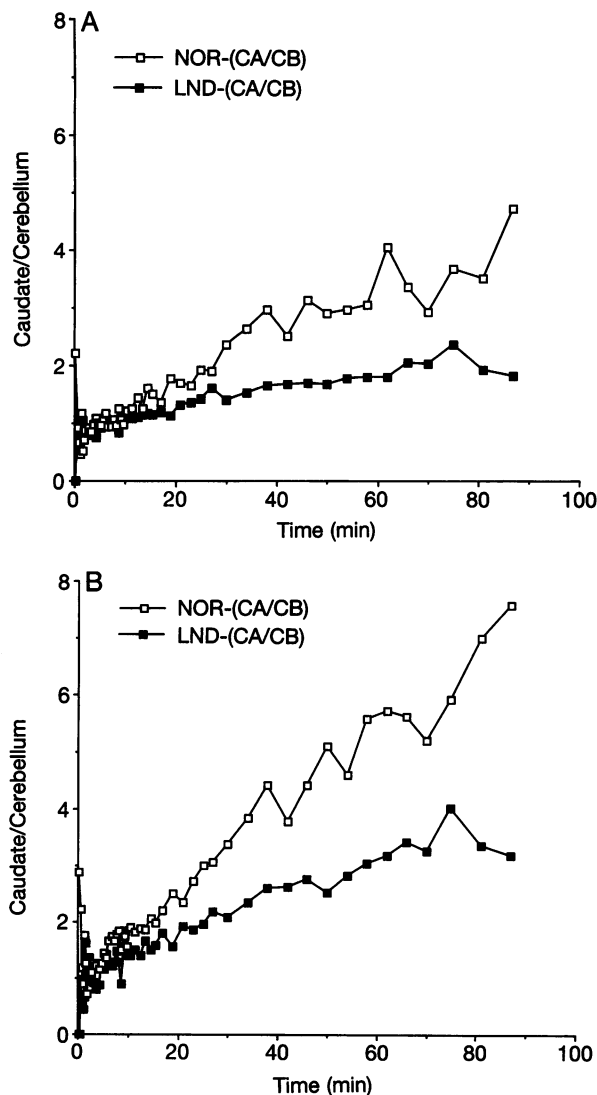 A
8
NOR-(CA/CB)
LND-(CA/CB)
6
4
2
0
Caudate/Cerebellum
0 20 40 60 80 100
Time (min)
B
8
NOR-(CA/CB)
LND-(CA/CB)
6
4
2
0
Caudate/Cerebellum
0 20 40 60 80 100
Time (min)